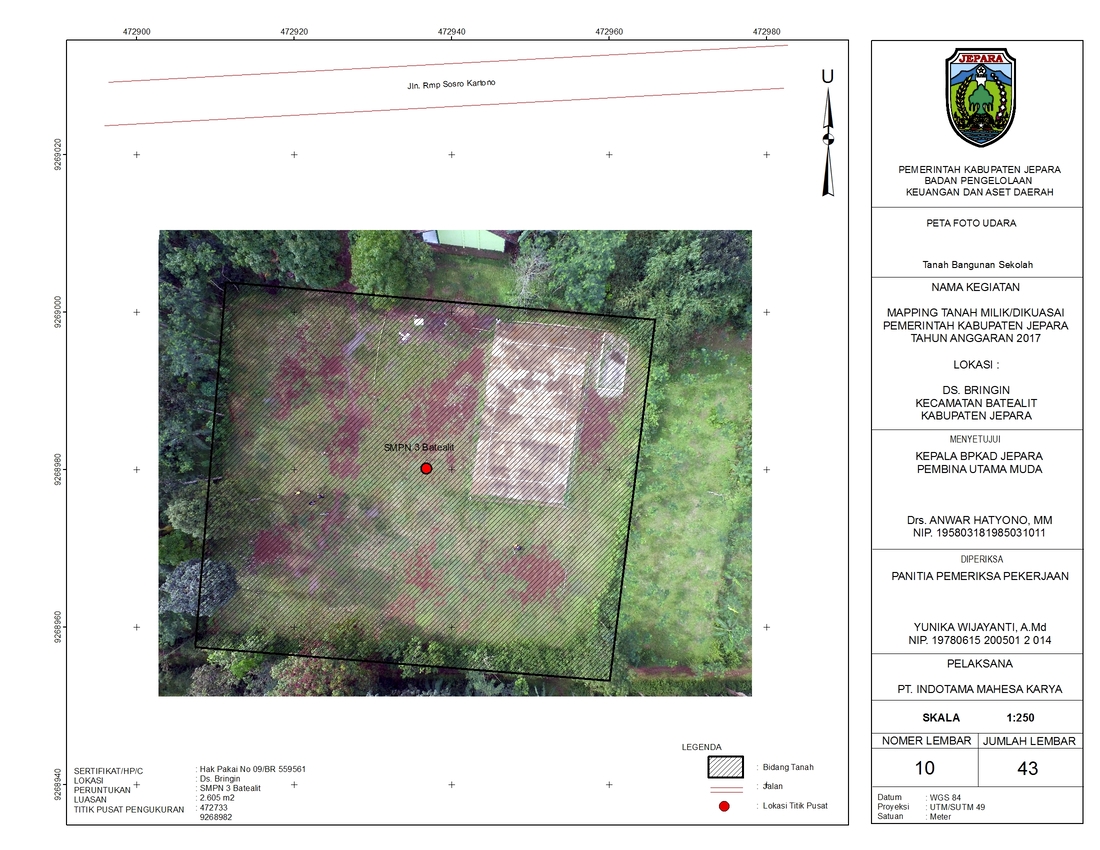 472900
472920
472940
472960
472980
Jln. Rmp Sosro Kartono
U
9269020
9269000
9268980
9268960
9268940
SMPN 3 Batealit
LEGENDA
Bidang Tanah
: Jalan
: Lokasi Titik Pusat
SERTIFIKAT/HP/C : Hak Pakai No 09/BR 559561
LOKASI : Ds. Bringin
PERUNTUKAN : SMPN 3 Batealit
LUASAN : 2.605 m2
TITIK PUSAT PENGUKURAN : 472733
9268982
JEPARA
PEMERINTAH KABUPATEN JEPARA
BADAN PENGELOLAAN
KEUANGAN DAN ASET DAERAH
PETA FOTO UDARA
Tanah Bangunan Sekolah
NAMA KEGIATAN
MAPPING TANAH MILIK/DIKUASAI
PEMERINTAH KABUPATEN JEPARA
TAHUN ANGGARAN 2017
LOKASI :
DS. BRINGIN
KECAMATAN BATEALIT
KABUPATEN JEPARA
MENYETUJUI
KEPALA BPKAD JEPARA
PEMBINA UTAMA MUDA
Drs. ANWAR HATYONO, MM
NIP. 195803181985031011
DIPERIKSA
PANITIA PEMERIKSA PEKERJAAN
YUNIKA WIJAYANTI, A.Md
NIP. 19780615 200501 2 014
PELAKSANA
PT. INDOTAMA MAHESA KARYA
SKALA 1:250
NOMER LEMBAR JUMLAH LEMBAR
10 43
Datum : WGS 84
Proyeksi : UTM/SUTM 49
Satuan : Meter